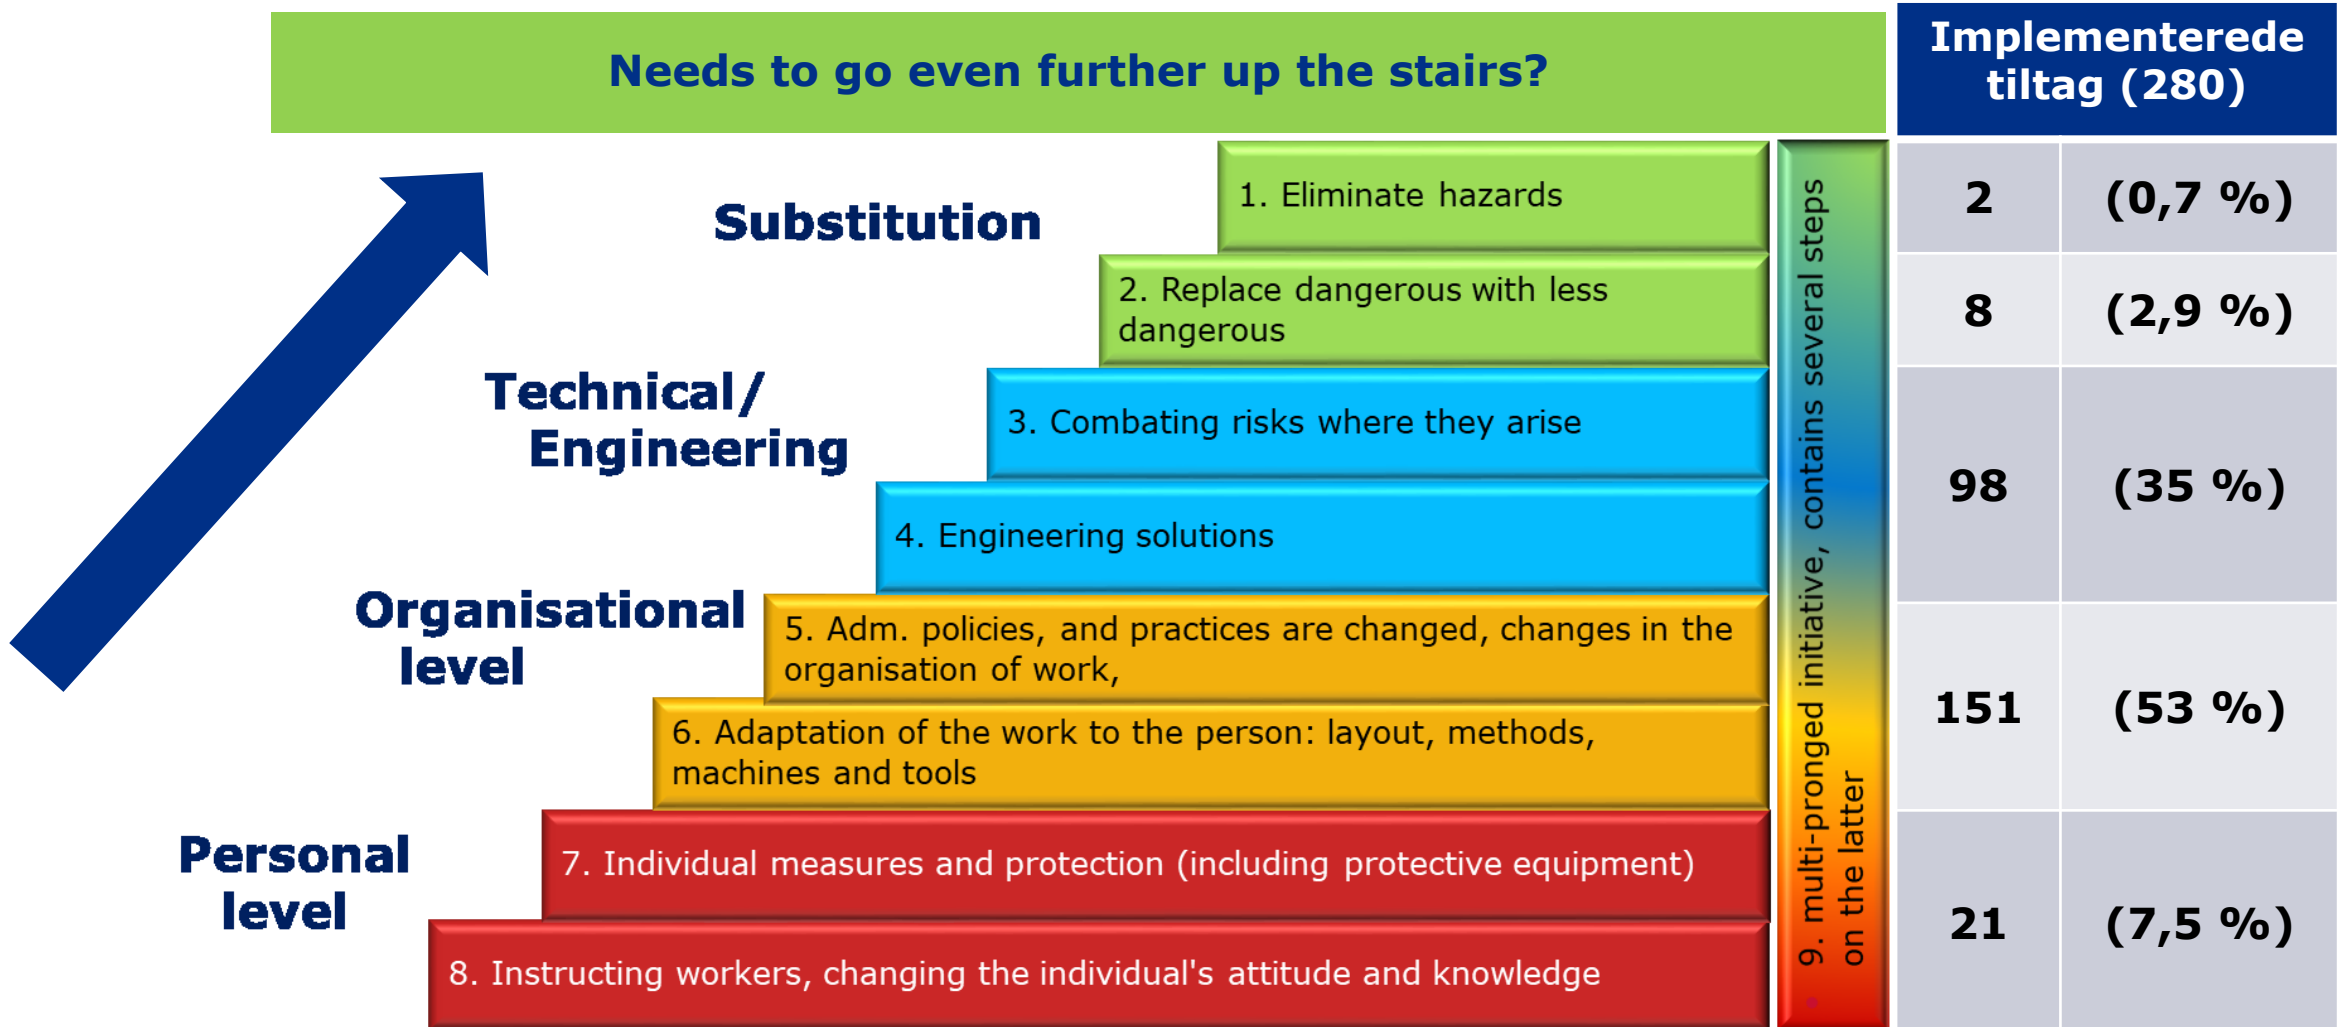 Needs to go even further up the stairs?
Implementerede
tiltag (280)
Substitution
1. Eliminate hazards
2. Replace dangerous with less
dangerous
Technical/
Engineering
3. Combating risks where they arise
4. Engineering solutions
Organisational
level
5. Adm. policies, and practices are changed, changes in the
organisation of work,
6. Adaptation of the work to the person: layout, methods,
machines and tools
Personal
level
7. Individual measures and protection (including protective equipment)
8. Instructing workers, changing the individual's attitude and knowledge
9. multi-pronged initiative, contains several steps
on the latter
2 (0,7 %)
8 (2,9 %)
98 (35 %)
151 (53 %)
21 (7,5 %)